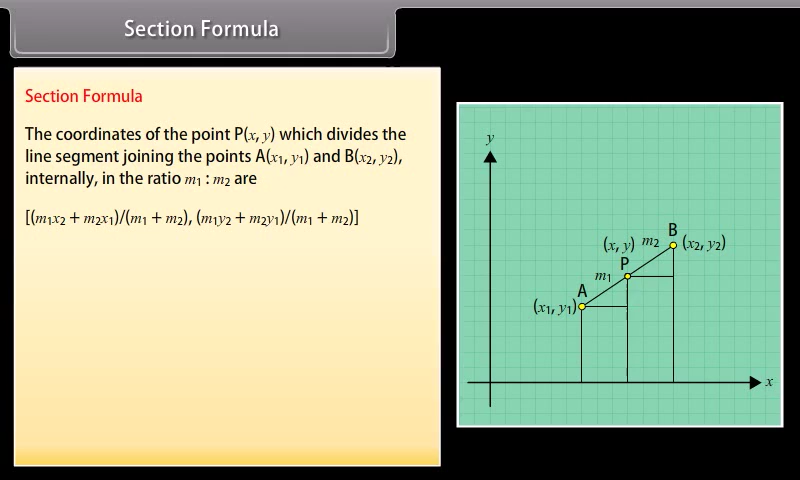 Section Formula
Section Formula
The coordinates of the point P(x, y) which divides the
line segment joining the points A(x₁, y₁) and B(x₂, y₂),
internally, in the ratio m₁ : m₂ are
[(m₁x₂ + m₂x₁)/(m₁ + m₂), (m₁y₂ + m₂y₁)/(m₁ + m₂)]
y
B
(x, y) m₂ (x₂, y₂)
P
m₁
A
(x₁, y₁)
x